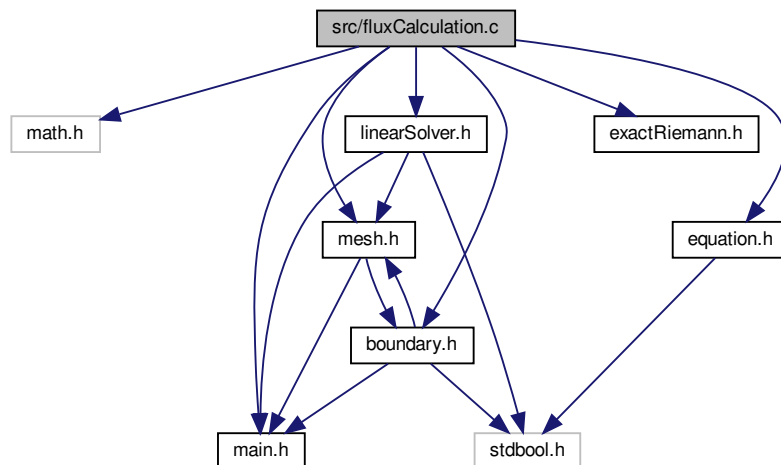 src/fluxCalculation.c
math.h
linearSolver.h
exactRiemann.h
mesh.h
equation.h
boundary.h
main.h
stdbool.h